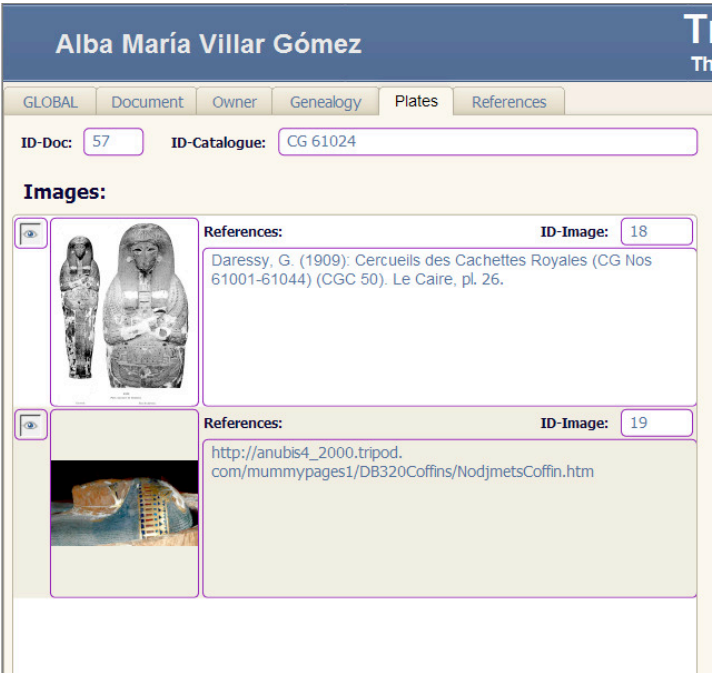 Alba María Villar Gómez
GLOBAL Document Owner Genealogy Plates References
ID-Doc: 57 ID-Catalogue: CG 61024
Images:
References: ID-Image: 18
Daressy, G. (1909): Cercueils des Cachettes Royales (CG Nos
61001-61044) (CGC 50). Le Caire, pl. 26.
References: ID-Image: 19
http://anubis4_2000.tripod.
com/mummypages1/DB320Coffins/NodjmetsCoffin.htm